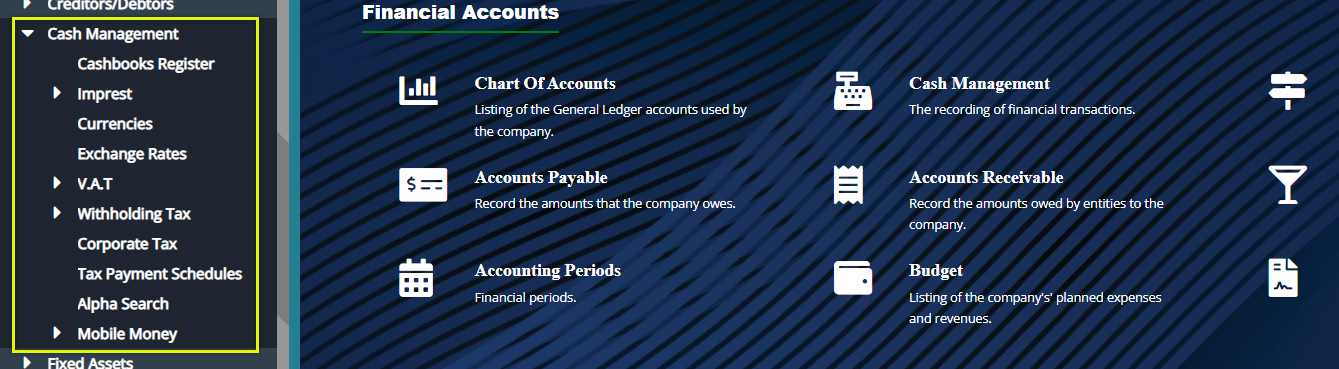 Creditors/Debtors
Cash Management
Cashbooks Register
Imprest
Currencies
Exchange Rates
V.A.T
Withholding Tax
Corporate Tax
Tax Payment Schedules
Alpha Search
Mobile Money
Fixed Assets
Financial Accounts
Chart Of Accounts
Listing of the General Ledger accounts used by
the company.
Cash Management
The recording of financial transactions.
Accounts Payable
Record the amounts that the company owes.
Accounts Receivable
Record the amounts owed by entities to the
company.
Accounting Periods
Financial periods.
Budget
Listing of the company's' planned expenses
and revenues.